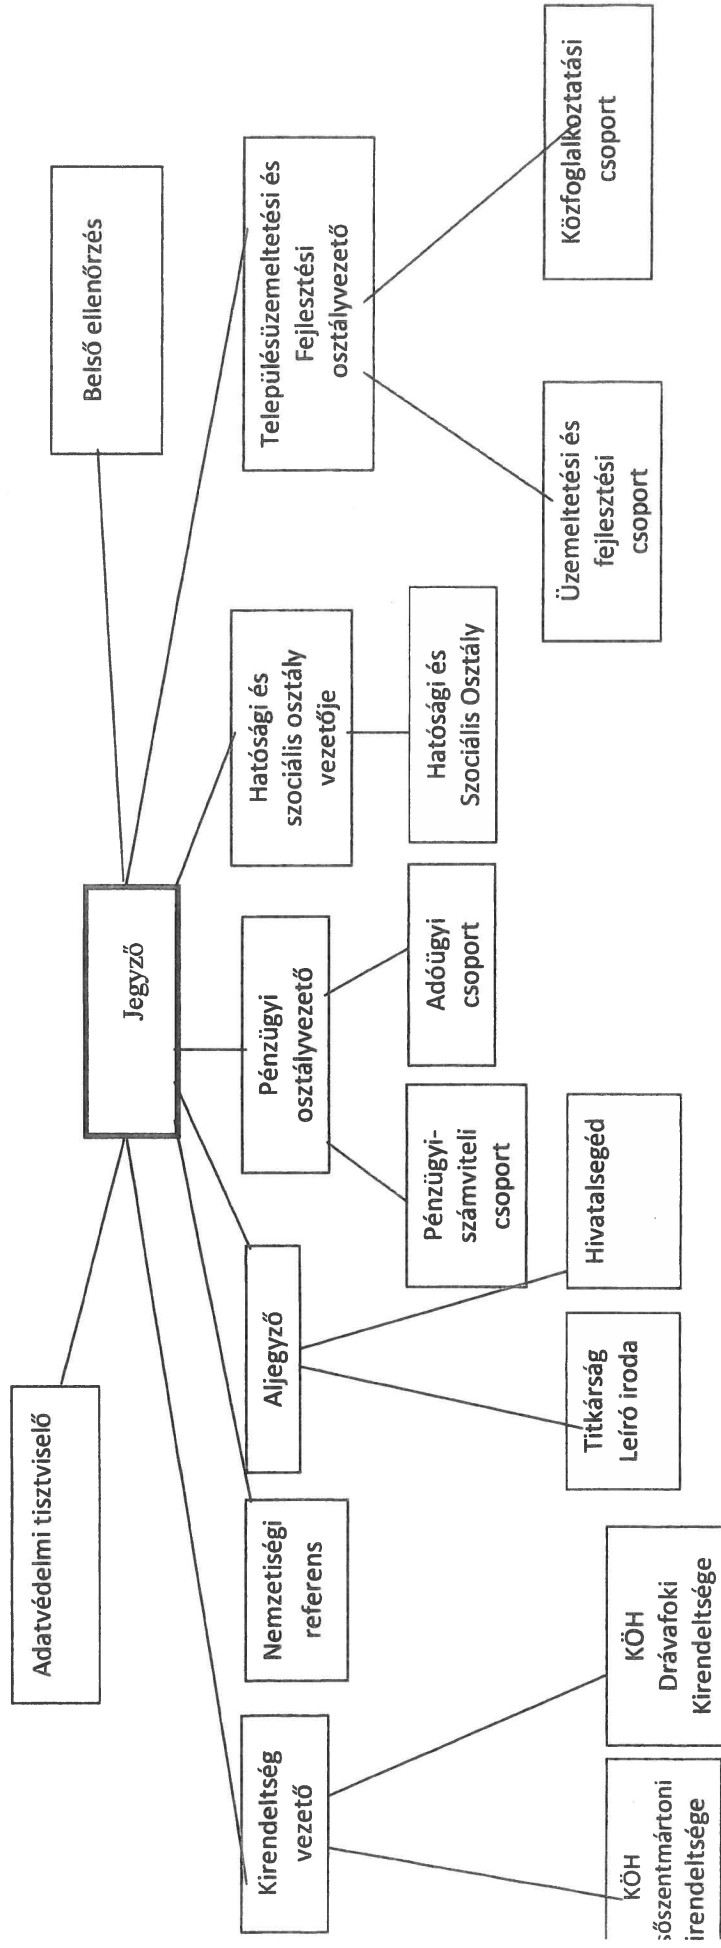 Adatvédelmi tisztviselő
Belső ellenőrzés
Jegyző
Kirendeltség
vezető
Nemzetiségi
referens
Aljegyző
Pénzügyi
osztályvezető
Hatósági és
szociális osztály
vezetője
Településüzemeltetési és
Fejlesztési
osztályvezető
Pénzügyi-
számviteli
csoport
Adóügyi
csoport
Hatósági és
Szociális Osztály
Üzemeltetési és
fejlesztési
csoport
Közfoglalkoztatási
csoport
Titkárság
Leíró iroda
Hivatalsegéd
KÖH
sőszentmártoni
irendeltsége
KÖH
Drávafoki
Kirendeltsége